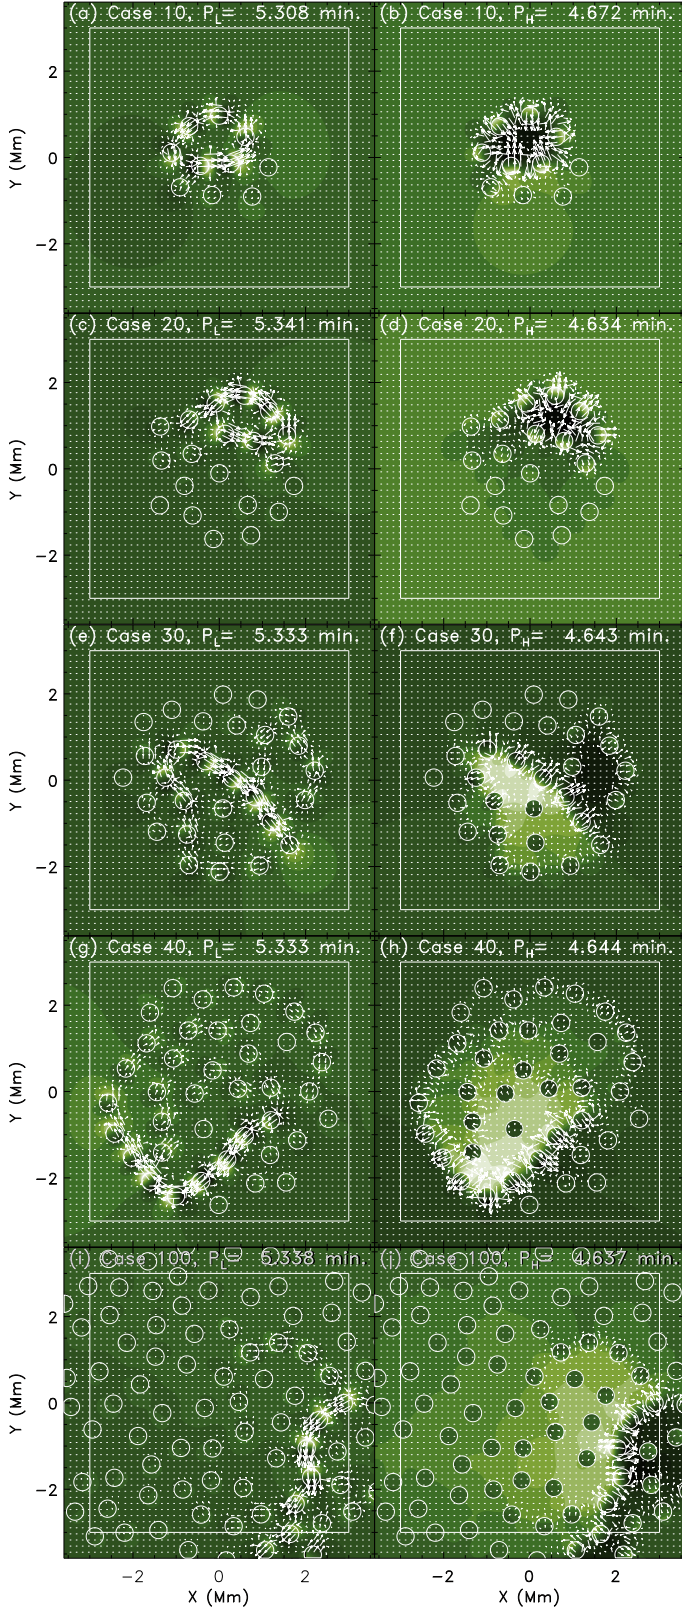 (a) Case 10, P_L= 5.308 min.
(b) Case 10, P_H= 4.672 min.
2
0
−2
Y (Mm)
(c) Case 20, P_L= 5.341 min.
(d) Case 20, P_H= 4.634 min.
2
0
−2
Y (Mm)
(e) Case 30, P_L= 5.333 min.
(f) Case 30, P_H= 4.643 min.
2
0
−2
Y (Mm)
(g) Case 40, P_L= 5.333 min.
(h) Case 40, P_H= 4.644 min.
2
0
−2
Y (Mm)
(i) Case 100, P_L= 5.338 min.
(j) Case 100, P_H= 4.637 min.
2
0
−2
Y (Mm)
−2 0 2
−2 0 2
X (Mm)
X (Mm)